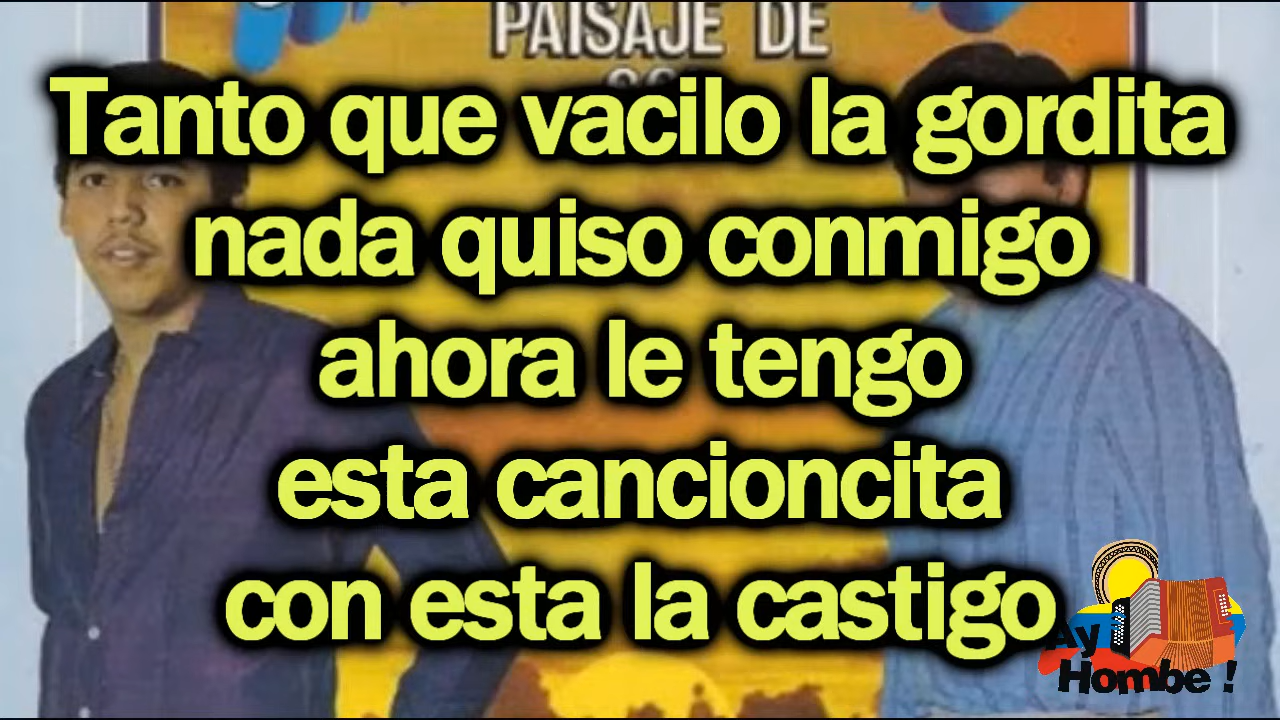 PAISAJE DE
Tanto que vacilo la gordita
nada quiso conmigo
ahora le tengo
esta cancioncita
con esta la castigo
Ay
Hombe !